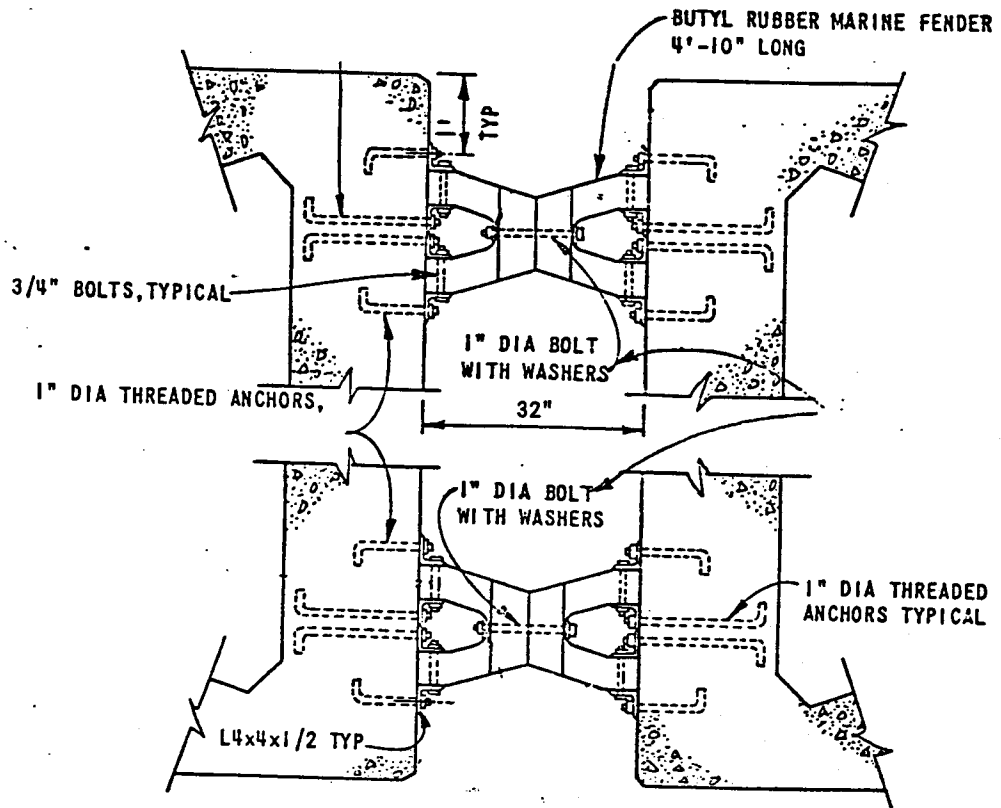 BUTYL RUBBER MARINE FENDER
4'-10" LONG
11"
TYP
3/4" BOLTS, TYPICAL
1" DIA BOLT
WITH WASHERS
1" DIA THREADED ANCHORS,
32"
1" DIA BOLT
WITH WASHERS
1" DIA THREADED
ANCHORS TYPICAL
L4x4x1/2 TYP